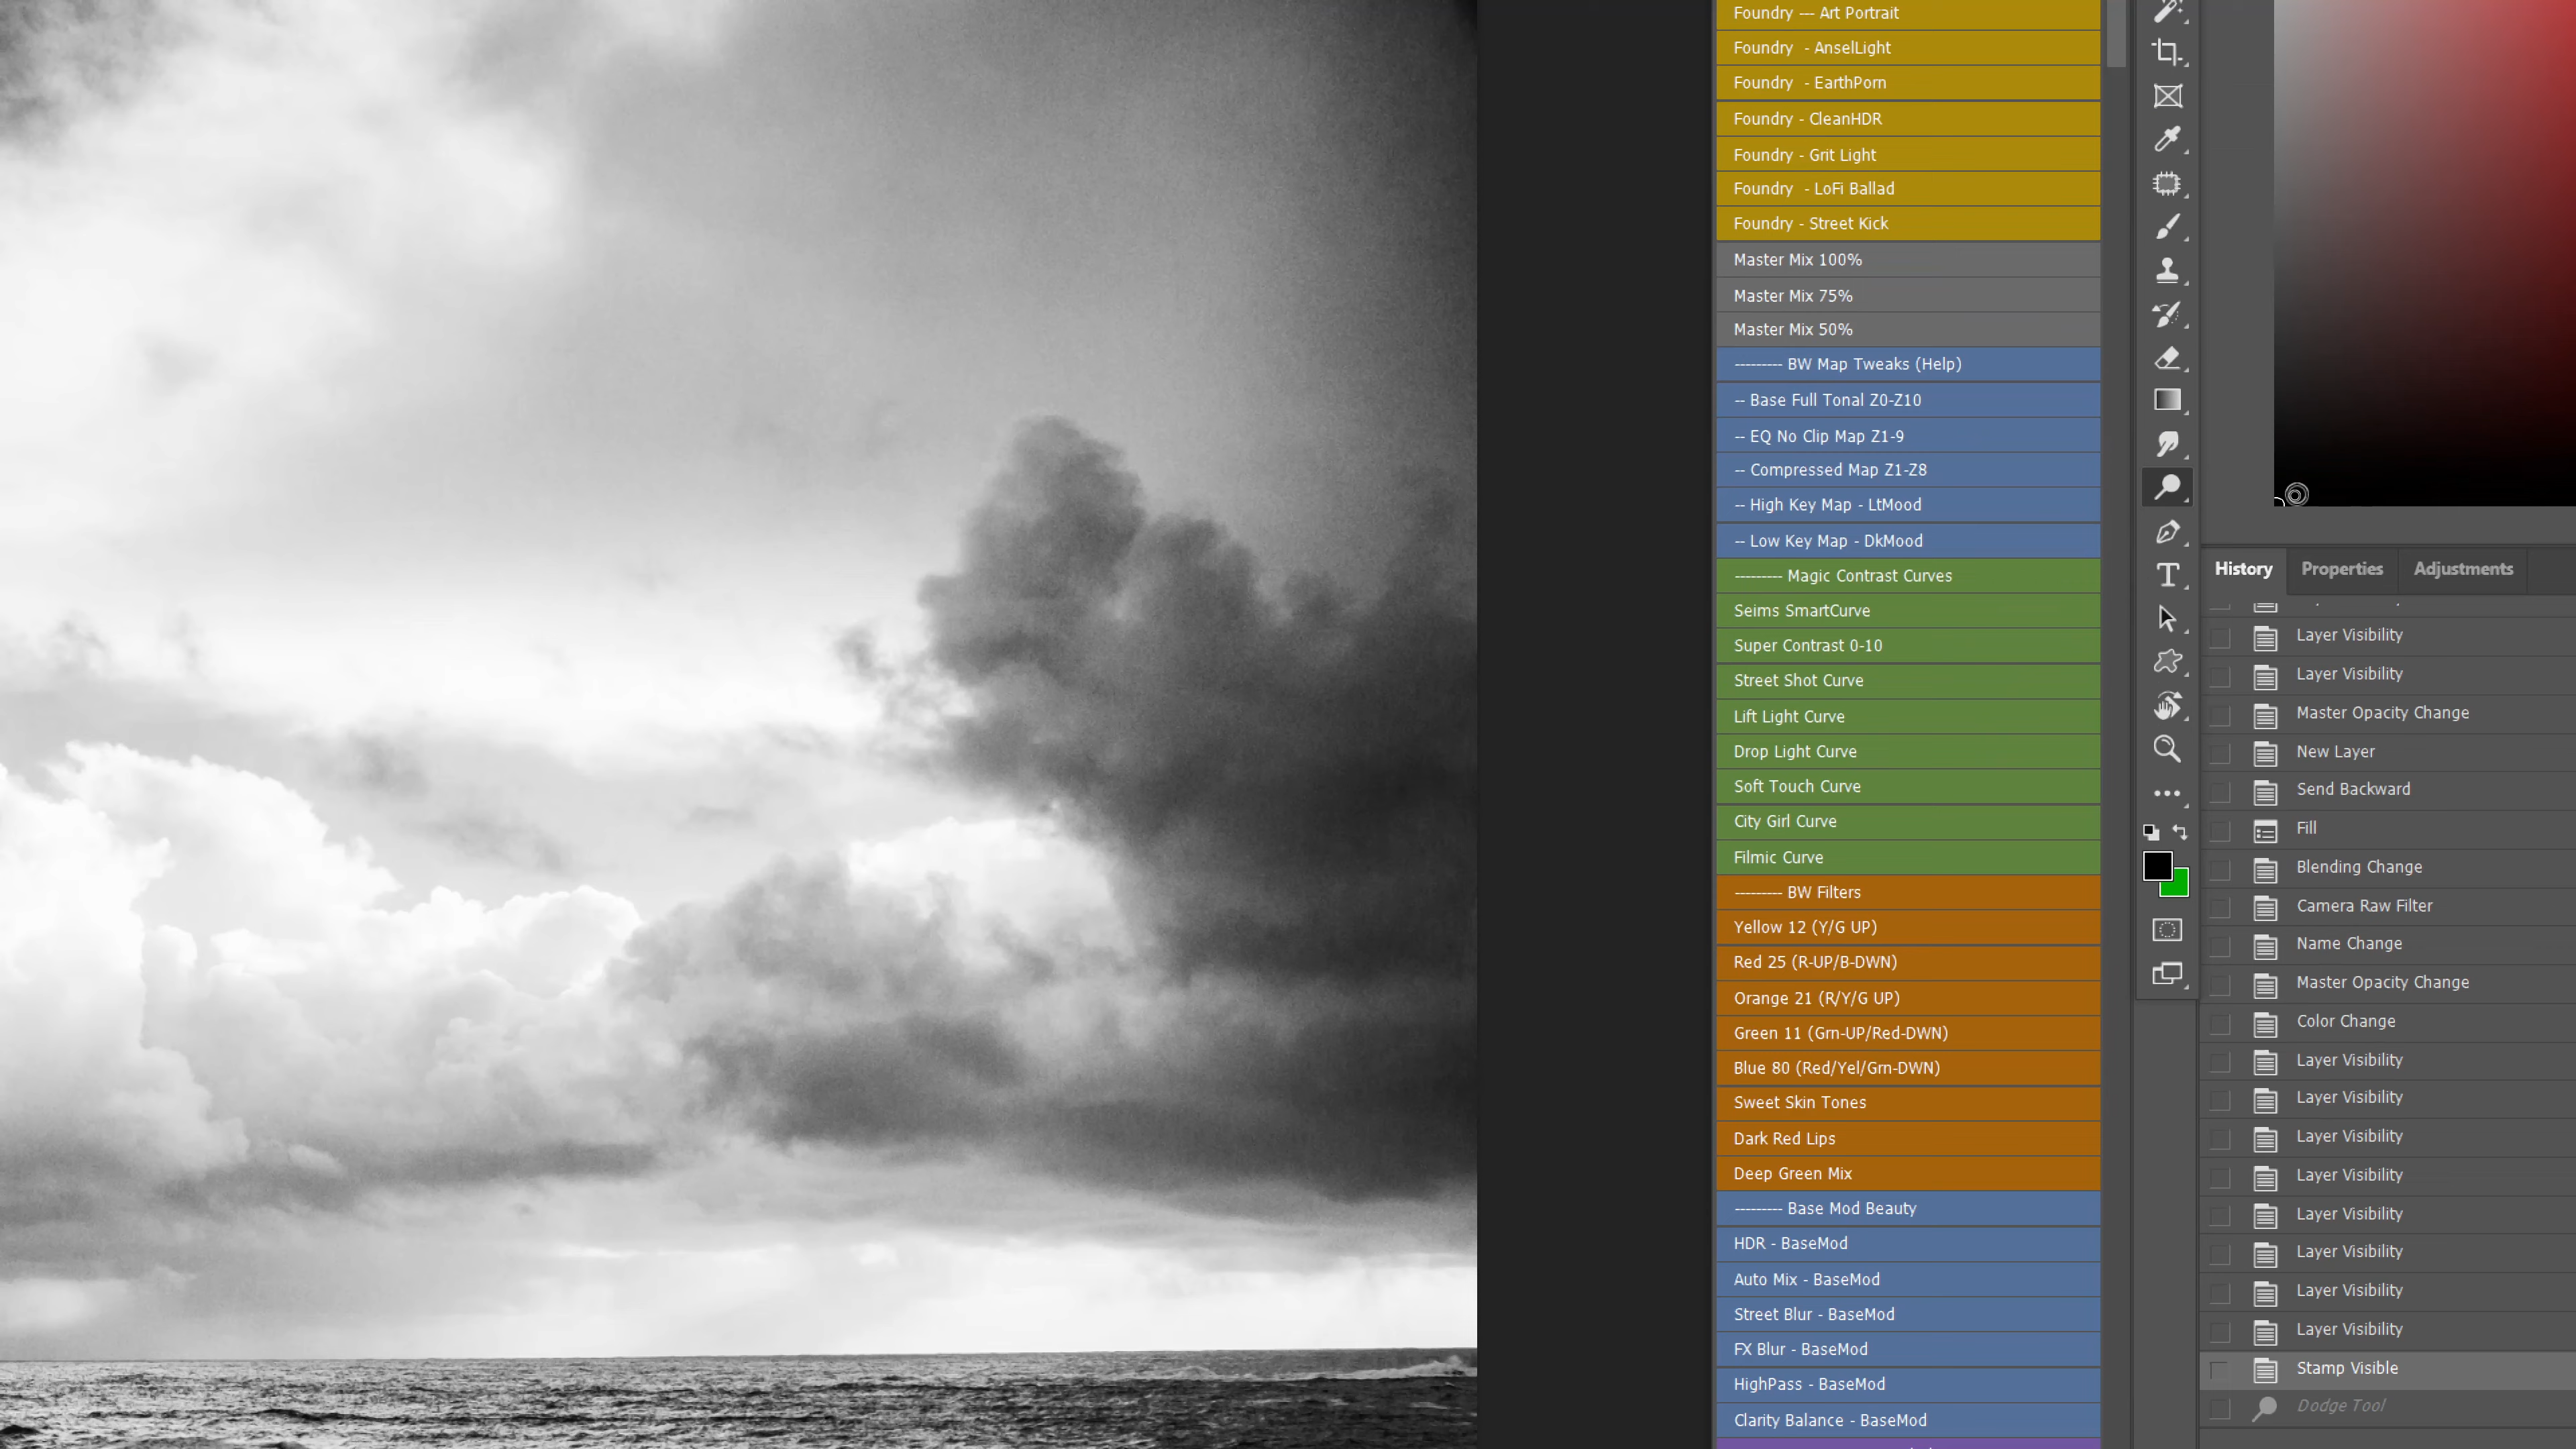 Foundry --- Art Portrait
Foundry - AnselLight
Foundry - EarthPorn
Foundry - CleanHDR
Foundry - Grit Light
Foundry - LoFi Ballad
Foundry - Street Kick
Master Mix 100%
Master Mix 75%
Master Mix 50%
--------- BW Map Tweaks (Help)
-- Base Full Tonal Z0-Z10
-- EQ No Clip Map Z1-9
-- Compressed Map Z1-Z8
-- High Key Map - LtMood
-- Low Key Map - DkMood
--------- Magic Contrast Curves
Seims SmartCurve
Super Contrast 0-10
Street Shot Curve
Lift Light Curve
Drop Light Curve
Soft Touch Curve
City Girl Curve
Filmic Curve
--------- BW Filters
Yellow 12 (Y/G UP)
Red 25 (R-UP/B-DWN)
Orange 21 (R/Y/G UP)
Green 11 (Grn-UP/Red-DWN)
Blue 80 (Red/Yel/Grn-DWN)
Sweet Skin Tones
Dark Red Lips
Deep Green Mix
--------- Base Mod Beauty
HDR - BaseMod
Auto Mix - BaseMod
Street Blur - BaseMod
FX Blur - BaseMod
HighPass - BaseMod
Clarity Balance - BaseMod
History Properties Adjustments
Layer Visibility
Layer Visibility
Master Opacity Change
New Layer
Send Backward
Fill
Blending Change
Camera Raw Filter
Name Change
Master Opacity Change
Color Change
Layer Visibility
Layer Visibility
Layer Visibility
Layer Visibility
Layer Visibility
Layer Visibility
Layer Visibility
Layer Visibility
Stamp Visible
Dodge Tool